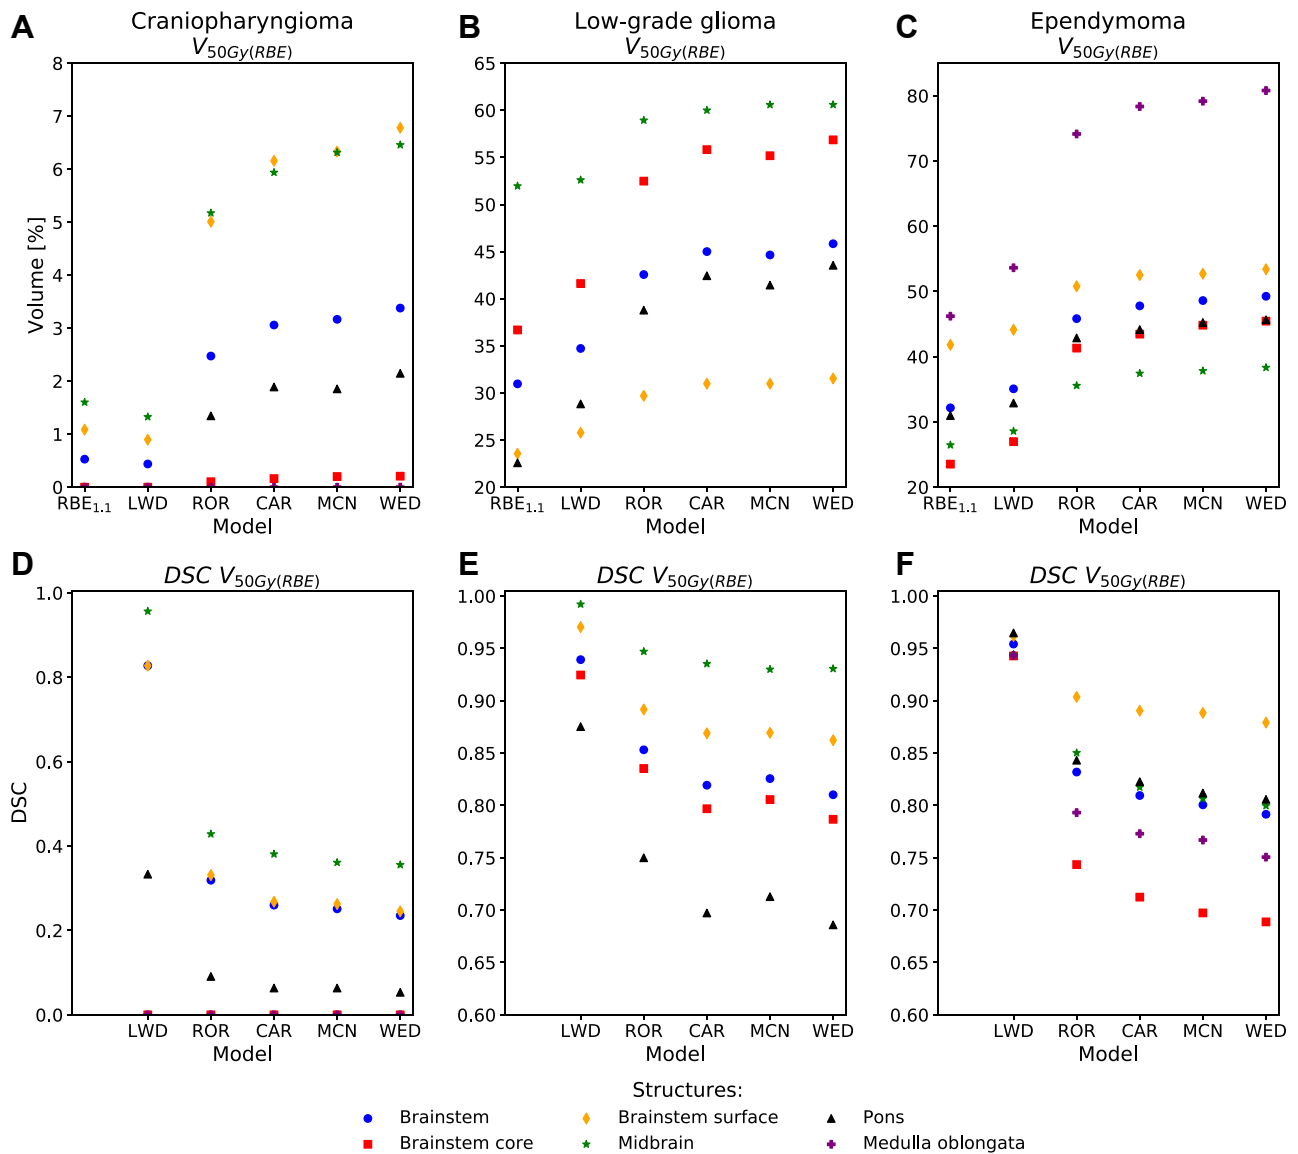 A Craniopharyngioma B Low-grade glioma C Ependymoma
V50Gy(RBE) V50Gy(RBE) V50Gy(RBE)
8 65
7 60 80
6 55 70
5 50
4 45 60
3 40 50
2 35 40
1 30 30
0 25 20
20
Volume [%]
RBE1.1 LWD ROR CAR MCN WED RBE1.1 LWD ROR CAR MCN WED RBE1.1 LWD ROR CAR MCN WED
Model Model Model
D E F
DSC V50Gy(RBE) DSC V50Gy(RBE) DSC V50Gy(RBE)
1.0 1.00 1.00
0.8 0.95 0.95
0.6 0.90 0.90
0.4 0.85 0.85
0.2 0.80 0.80
0.0 0.75 0.75
0.70 0.70
0.65 0.65
0.60 0.60
DSC
LWD ROR CAR MCN WED LWD ROR CAR MCN WED LWD ROR CAR MCN WED
Model Model Model
Structures:
Brainstem Brainstem surface Pons
Brainstem core Midbrain Medulla oblongata